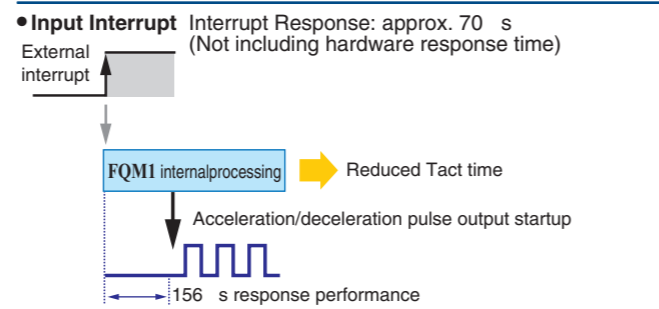 ● Input Interrupt Interrupt Response: approx. 70 s
(Not including hardware response time)
External
interrupt
FQM1 internalprocessing
Reduced Tact time
Acceleration/deceleration pulse output startup
156 s response performance